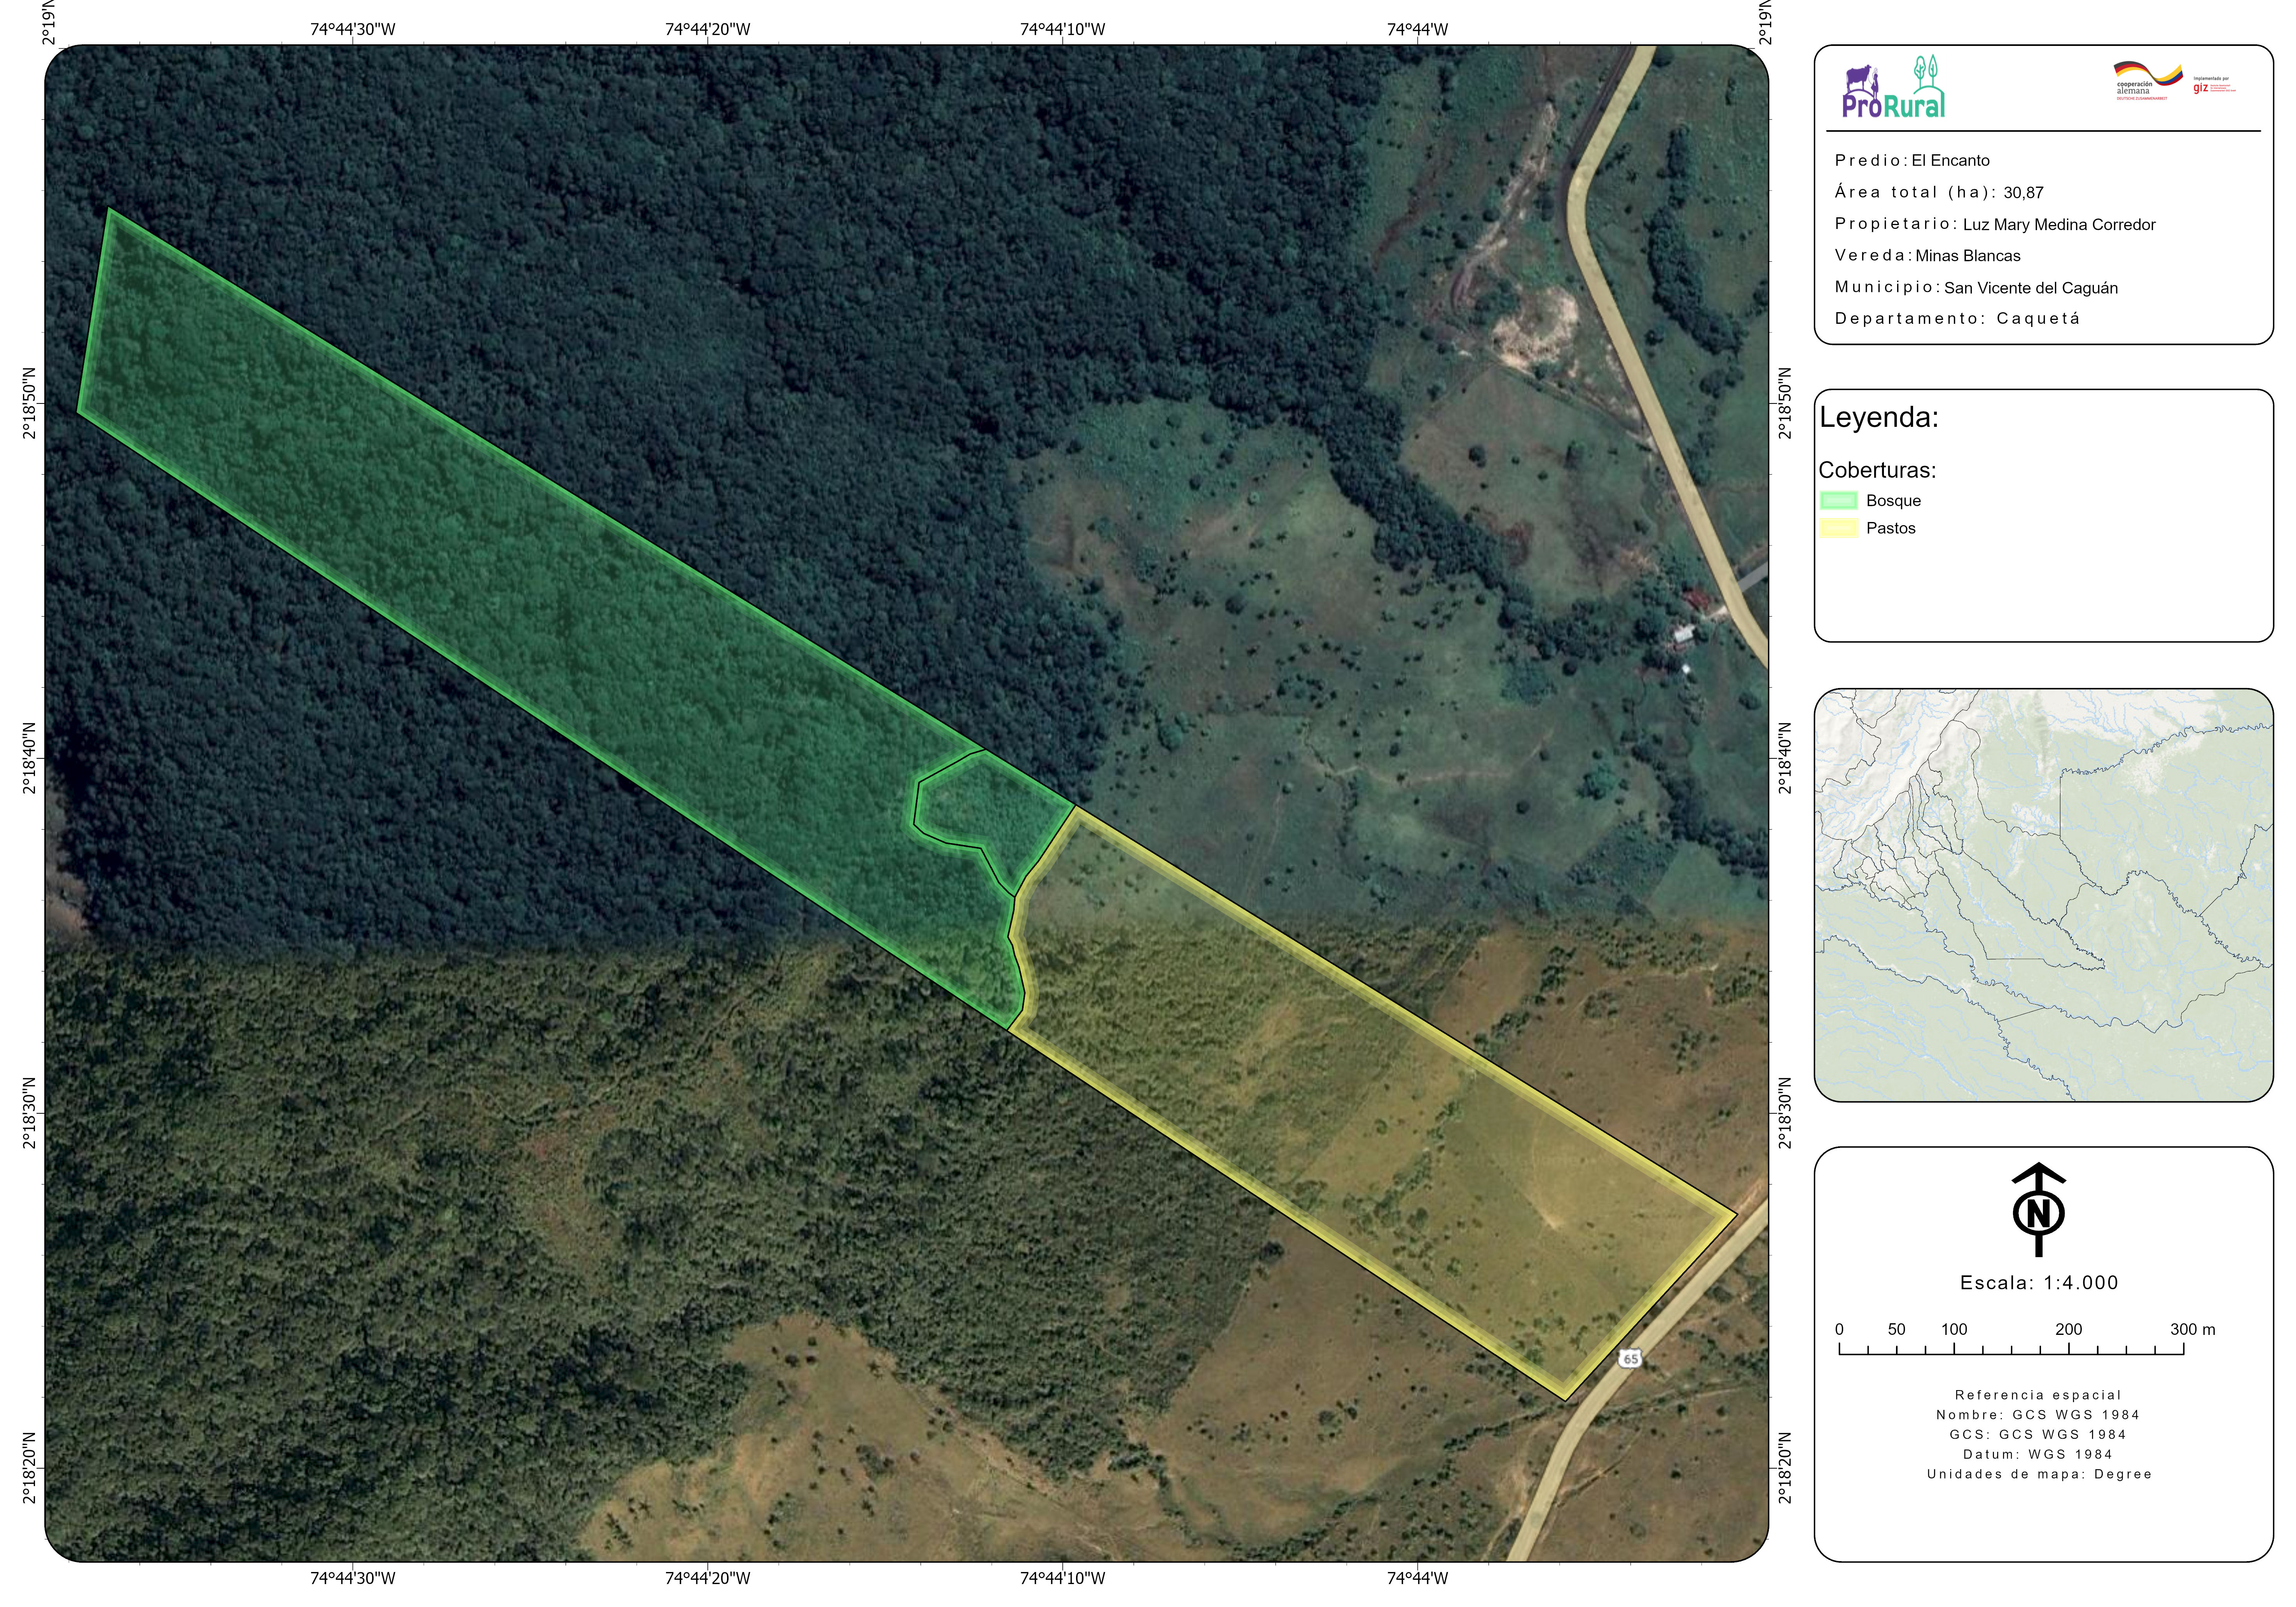 74°44'30"W
74°44'20"W
74°44'10"W
74°44'W
2°19'N
2°19'N
2°18'50"N
2°18'50"N
2°18'40"N
2°18'40"N
2°18'30"N
2°18'30"N
2°18'20"N
2°18'20"N
65
74°44'30"W
74°44'20"W
74°44'10"W
74°44'W
ProRural
cooperación
alemana
DEUTSCHE ZUSAMMENARBEIT
Implementada por
giz
Predio: El Encanto
Área total (ha): 30,87
Propietario: Luz Mary Medina Corredor
Vereda: Minas Blancas
Municipio: San Vicente del Caguán
Departamento: Caquetá
Leyenda:
Coberturas:
Bosque
Pastos
N
Escala: 1:4.000
0 50 100 200 300 m
Referencia espacial
Nombre: GCS WGS 1984
GCS: GCS WGS 1984
Datum: WGS 1984
Unidades de mapa: Degree